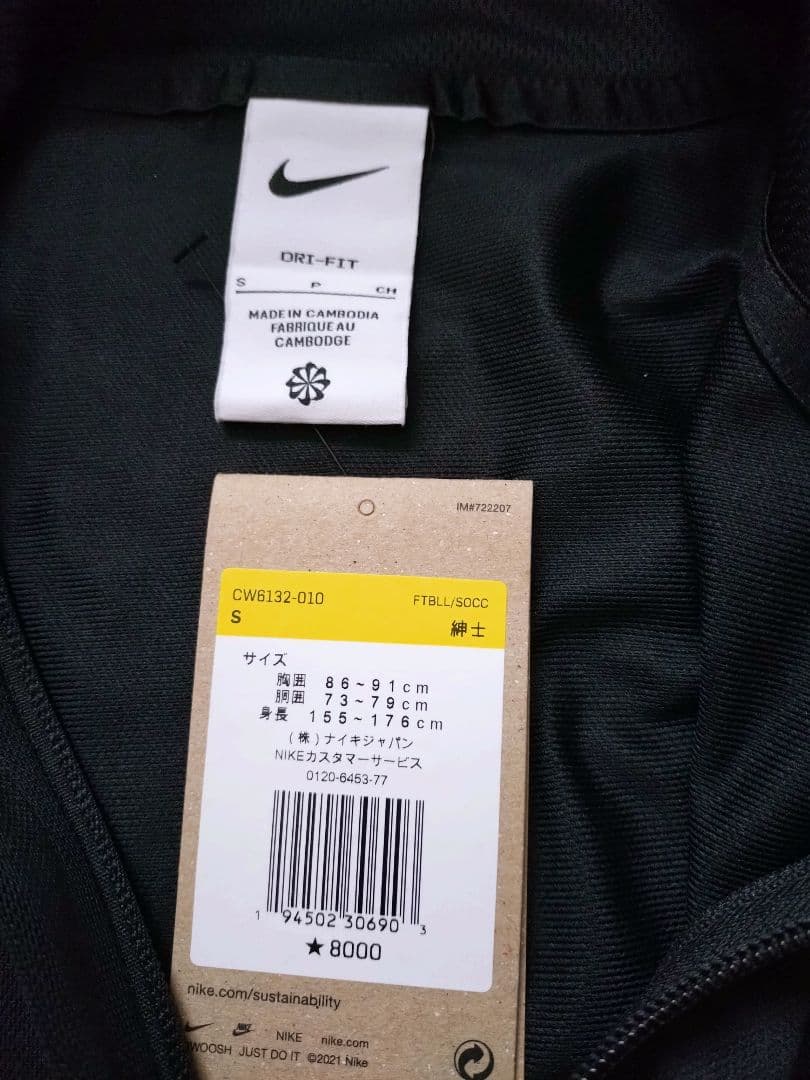 DRI-FIT
S P CH
MADE IN CAMBODIA
FABRIQUE AU
CAMBODGE
IM#722207
CW6132-010 FTBLL/SOCC
S 紳士
サイズ
胸囲 86~91cm
胴囲 73~79cm
身長 155~176cm
(株)ナイキジャパン
NIKEカスタマーサービス
0120-6453-77
1 94502 30690 3
★8000
nike.com/sustainability
NIKE nike.com
WOOSH JUST DO IT ©2021 Nike